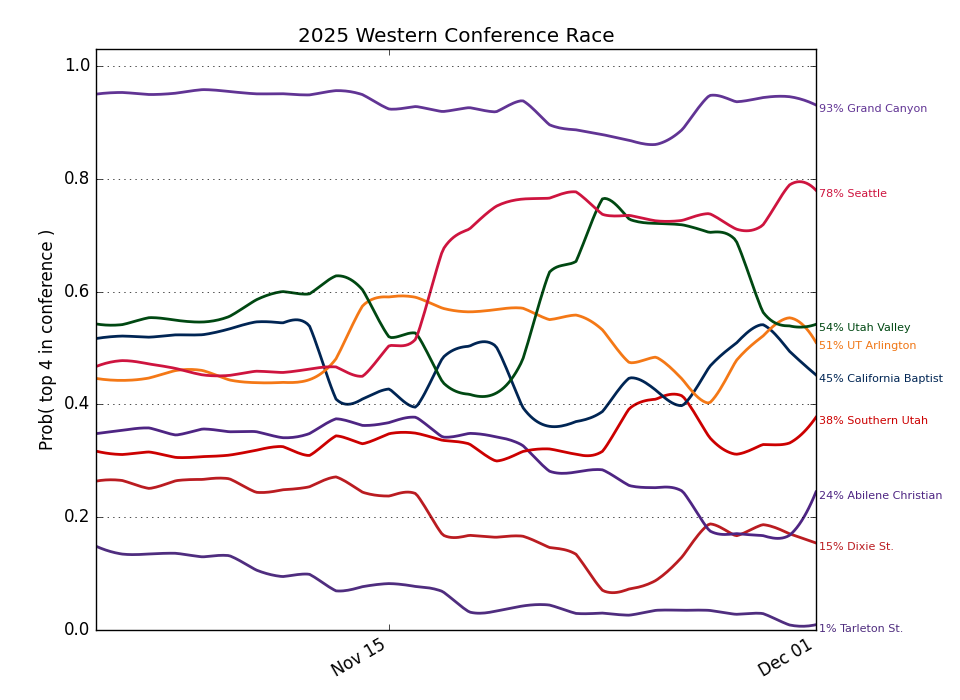 2025 Western Conference Race
Prob( top 4 in conference )
1.0
0.8
0.6
0.4
0.2
0.0
Nov 15
Dec 01
93% Grand Canyon
78% Seattle
54% Utah Valley
51% UT Arlington
45% California Baptist
38% Southern Utah
24% Abilene Christian
15% Dixie St.
1% Tarleton St.